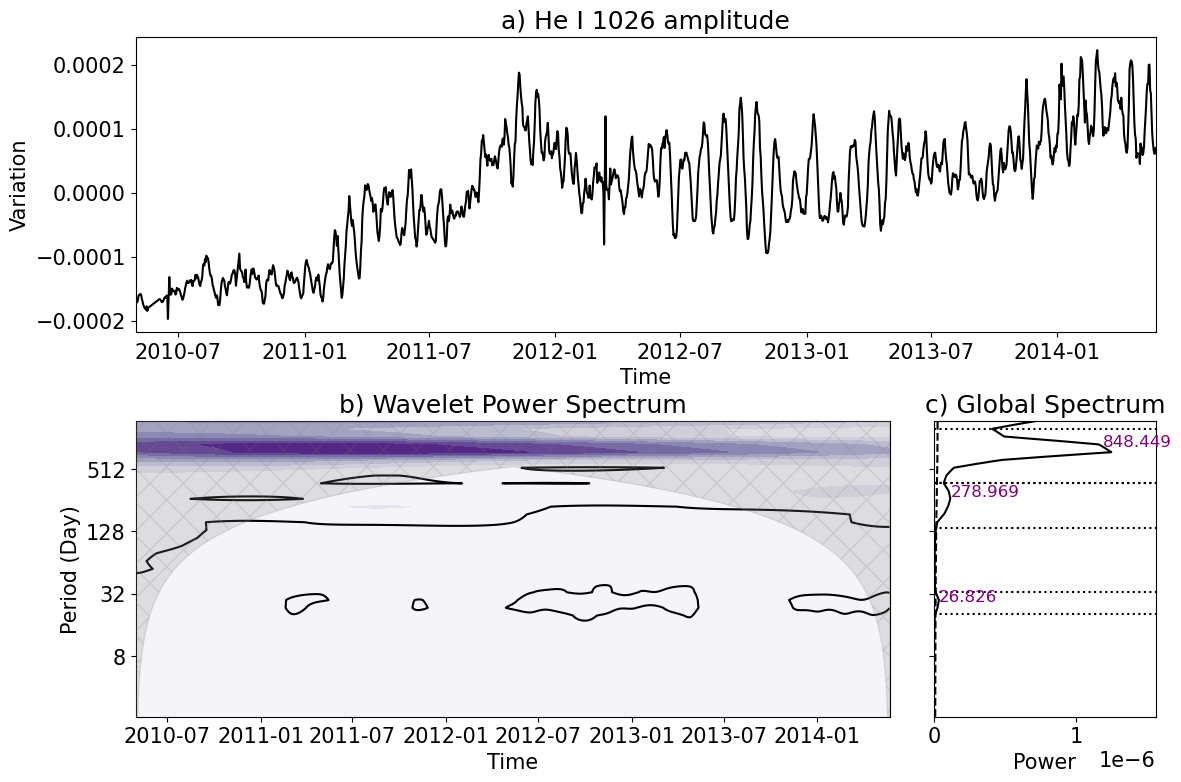 a) He I 1026 amplitude
Variation
0.0002
0.0001
0.0000
−0.0001
−0.0002
2010-07 2011-01 2011-07 2012-01 2012-07 2013-01 2013-07 2014-01
Time
b) Wavelet Power Spectrum
Period (Day)
512
128
32
8
2010-07 2011-01 2011-07 2012-01 2012-07 2013-01 2013-07 2014-01
Time
c) Global Spectrum
848.449
278.969
26.826
0 1
Power 1e−6